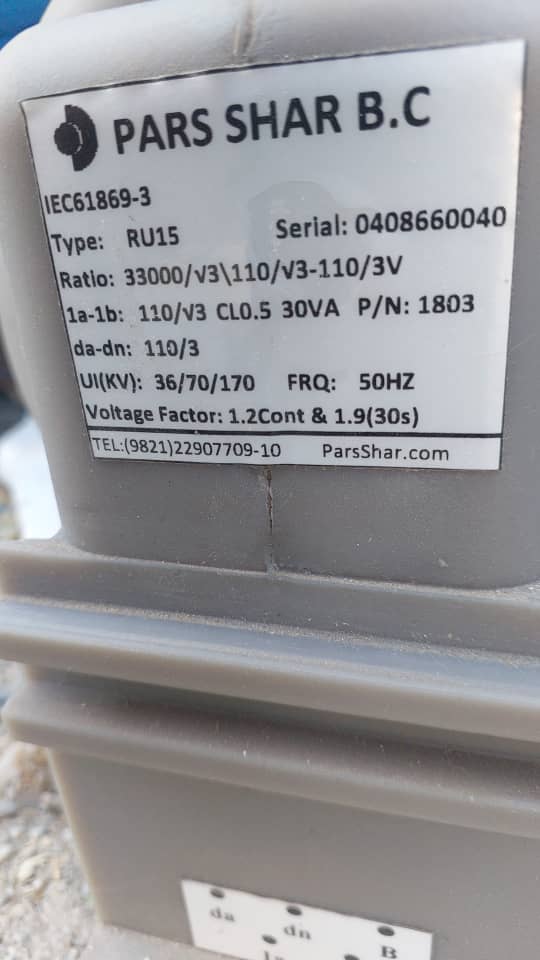 PARS SHAR B.C
IEC61869-3
Type: RU15 Serial: 0408660040
Ratio: 33000/√3\110/√3-110/3V
1a-1b: 110/√3 CL0.5 30VA P/N: 1803
da-dn: 110/3
UI(KV): 36/70/170 FRQ: 50HZ
Voltage Factor: 1.2Cont & 1.9(30s)
TEL:(9821)22907709-10 ParsShar.com
da dn B